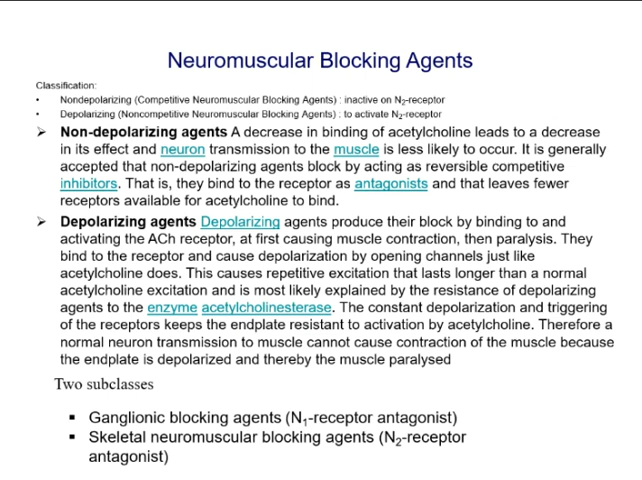 Neuromuscular Blocking Agents
Classification:
• Nondepolarizing (Competitive Neuromuscular Blocking Agents) : inactive on N₂-receptor
• Depolarizing (Noncompetitive Neuromuscular Blocking Agents) : to activate N₂-receptor
➢ Non-depolarizing agents A decrease in binding of acetylcholine leads to a decrease
in its effect and neuron transmission to the muscle is less likely to occur. It is generally
accepted that non-depolarizing agents block by acting as reversible competitive
inhibitors. That is, they bind to the receptor as antagonists and that leaves fewer
receptors available for acetylcholine to bind.
➢ Depolarizing agents Depolarizing agents produce their block by binding to and
activating the ACh receptor, at first causing muscle contraction, then paralysis. They
bind to the receptor and cause depolarization by opening channels just like
acetylcholine does. This causes repetitive excitation that lasts longer than a normal
acetylcholine excitation and is most likely explained by the resistance of depolarizing
agents to the enzyme acetylcholinesterase. The constant depolarization and triggering
of the receptors keeps the endplate resistant to activation by acetylcholine. Therefore a
normal neuron transmission to muscle cannot cause contraction of the muscle because
the endplate is depolarized and thereby the muscle paralysed
Two subclasses
▪ Ganglionic blocking agents (N₁-receptor antagonist)
▪ Skeletal neuromuscular blocking agents (N₂-receptor
antagonist)